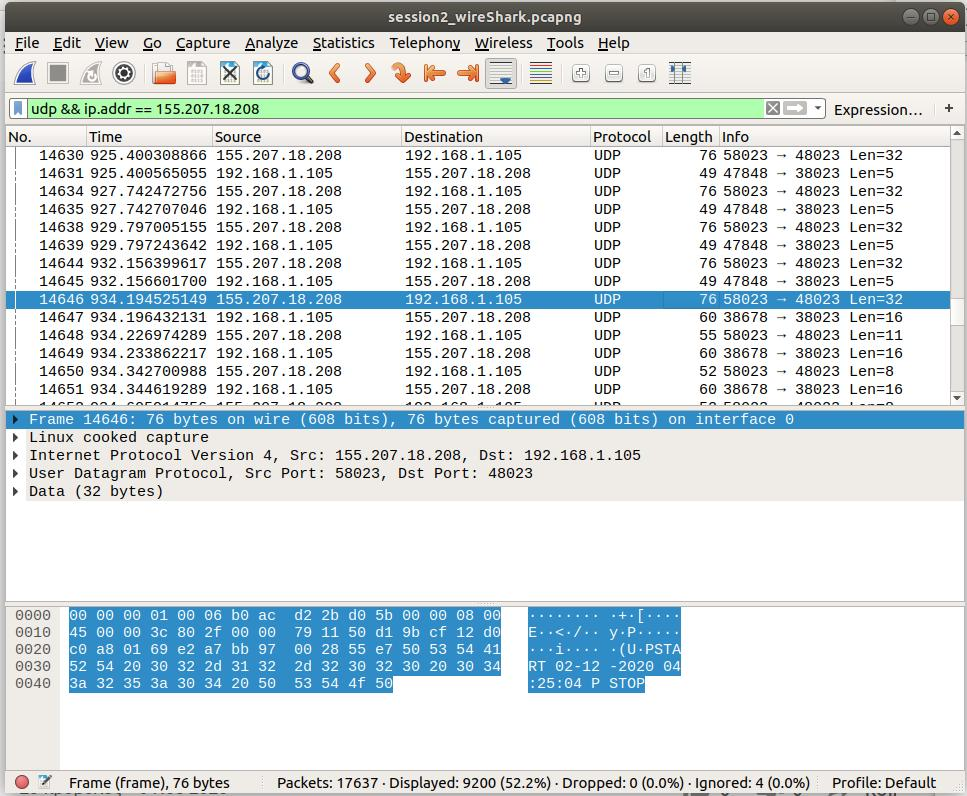 session2_wireShark.pcapng
File Edit View Go Capture Analyze Statistics Telephony Wireless Tools Help
udp && ip.addr == 155.207.18.208 Expression… +
No. Time Source Destination Protocol Length Info
14630 925.400308866 155.207.18.208 192.168.1.105 UDP 76 58023 → 48023 Len=32
14631 925.400565055 192.168.1.105 155.207.18.208 UDP 49 47848 → 38023 Len=5
14634 927.742472756 155.207.18.208 192.168.1.105 UDP 76 58023 → 48023 Len=32
14635 927.742707046 192.168.1.105 155.207.18.208 UDP 49 47848 → 38023 Len=5
14638 929.797005155 155.207.18.208 192.168.1.105 UDP 76 58023 → 48023 Len=32
14639 929.797243642 192.168.1.105 155.207.18.208 UDP 49 47848 → 38023 Len=5
14644 932.156399617 155.207.18.208 192.168.1.105 UDP 76 58023 → 48023 Len=32
14645 932.156601700 192.168.1.105 155.207.18.208 UDP 49 47848 → 38023 Len=5
14646 934.194525149 155.207.18.208 192.168.1.105 UDP 76 58023 → 48023 Len=32
14647 934.196432131 192.168.1.105 155.207.18.208 UDP 60 38678 → 38023 Len=16
14648 934.226974289 155.207.18.208 192.168.1.105 UDP 55 58023 → 48023 Len=11
14649 934.233862217 192.168.1.105 155.207.18.208 UDP 60 38678 → 38023 Len=16
14650 934.342700988 155.207.18.208 192.168.1.105 UDP 52 58023 → 48023 Len=8
14651 934.344619289 192.168.1.105 155.207.18.208 UDP 60 38678 → 38023 Len=16
Frame 14646: 76 bytes on wire (608 bits), 76 bytes captured (608 bits) on interface 0
Linux cooked capture
Internet Protocol Version 4, Src: 155.207.18.208, Dst: 192.168.1.105
User Datagram Protocol, Src Port: 58023, Dst Port: 48023
Data (32 bytes)
0000 00 00 00 01 00 06 b0 ac d2 2b d0 5b 00 00 08 00 ········ ·+·[····
0010 45 00 00 3c 80 2f 00 00 79 11 50 d1 9b cf 12 d0 E··<·/·· y·P·····
0020 c0 a8 01 69 e2 a7 bb 97 00 28 55 e7 50 53 54 41 ···i···· ·(U·PSTA
0030 52 54 20 30 32 2d 31 32 2d 32 30 32 30 20 30 34 RT 02-12 -2020 04
0040 3a 32 35 3a 30 34 20 50 53 54 4f 50 :25:04 P STOP
Frame (frame), 76 bytes Packets: 17637 · Displayed: 9200 (52.2%) · Dropped: 0 (0.0%) · Ignored: 4 (0.0%) Profile: Default